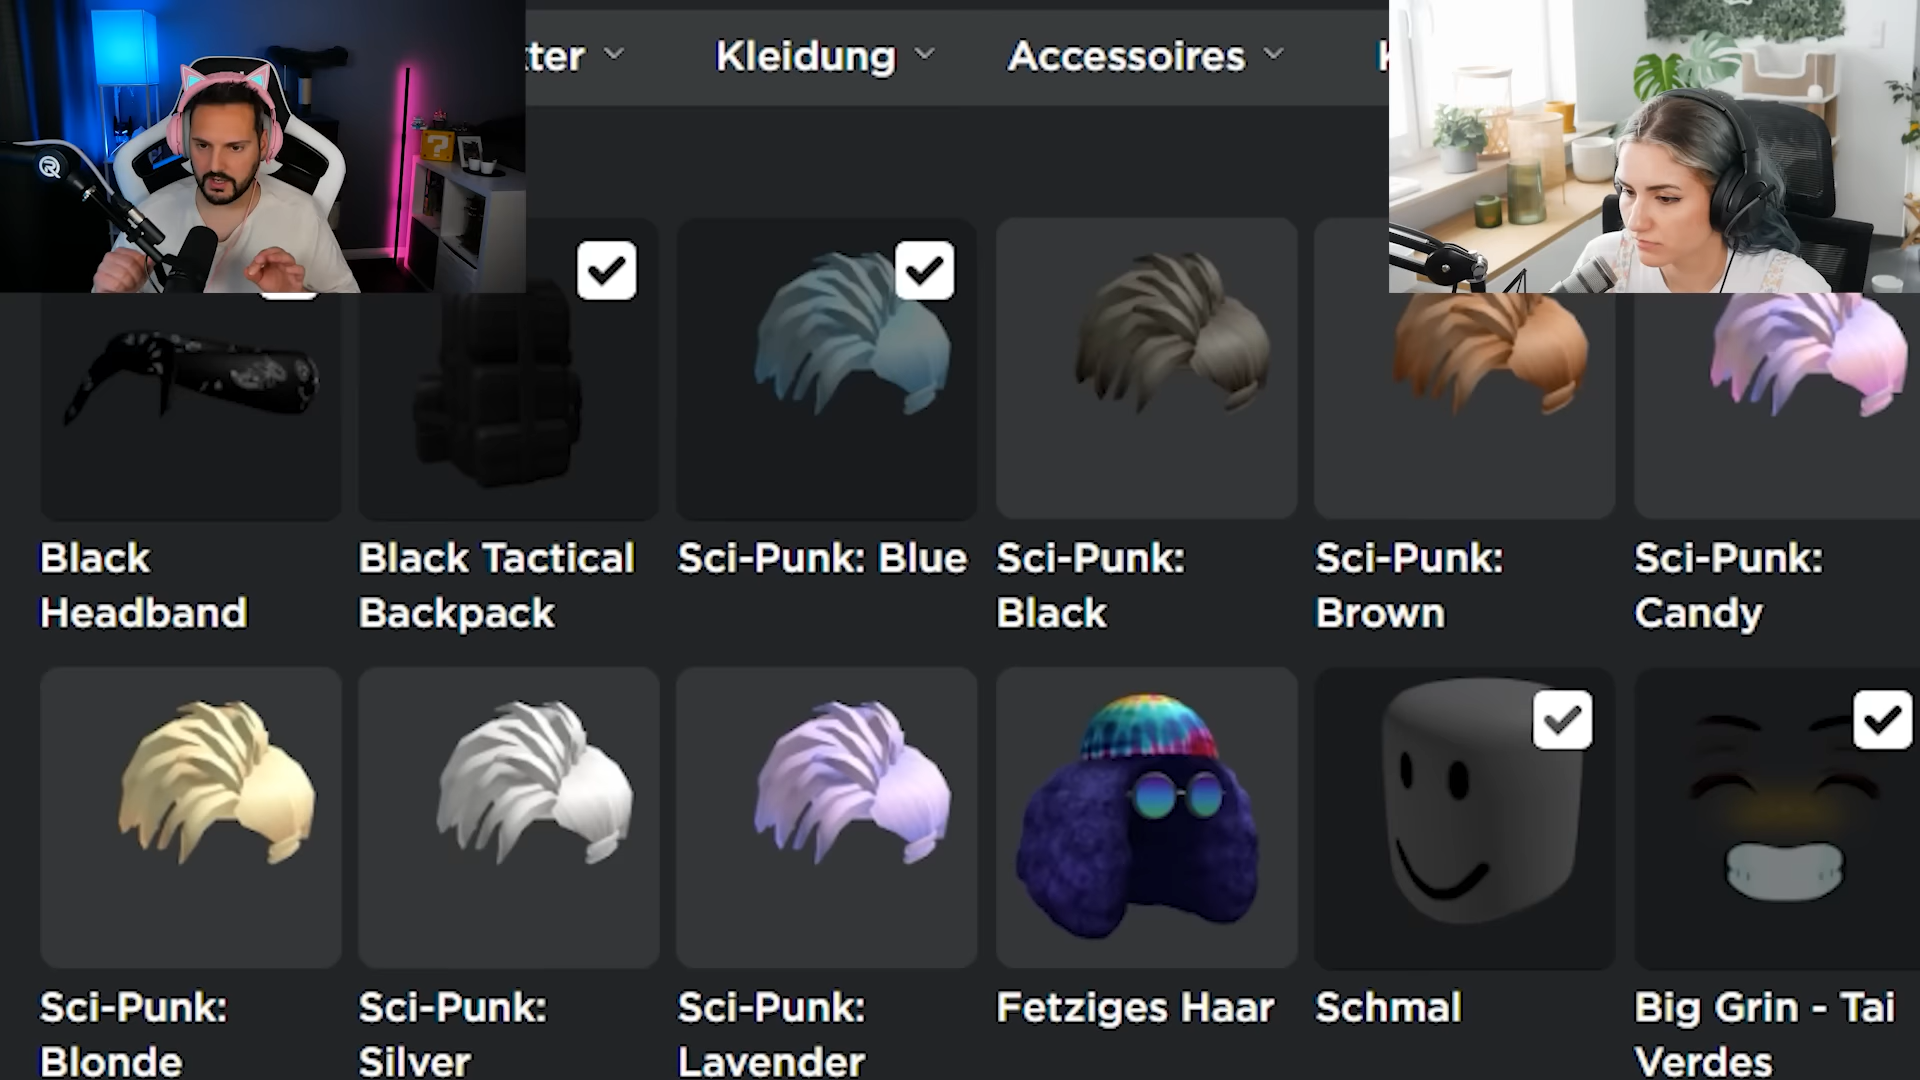 Kleidung
Accessoires
Black
Headband
Black Tactical
Backpack
Sci-Punk: Blue
Sci-Punk:
Black
Sci-Punk:
Brown
Sci-Punk:
Candy
Sci-Punk:
Blonde
Sci-Punk:
Silver
Sci-Punk:
Lavender
Fetziges Haar
Schmal
Big Grin - Tai
Verdes